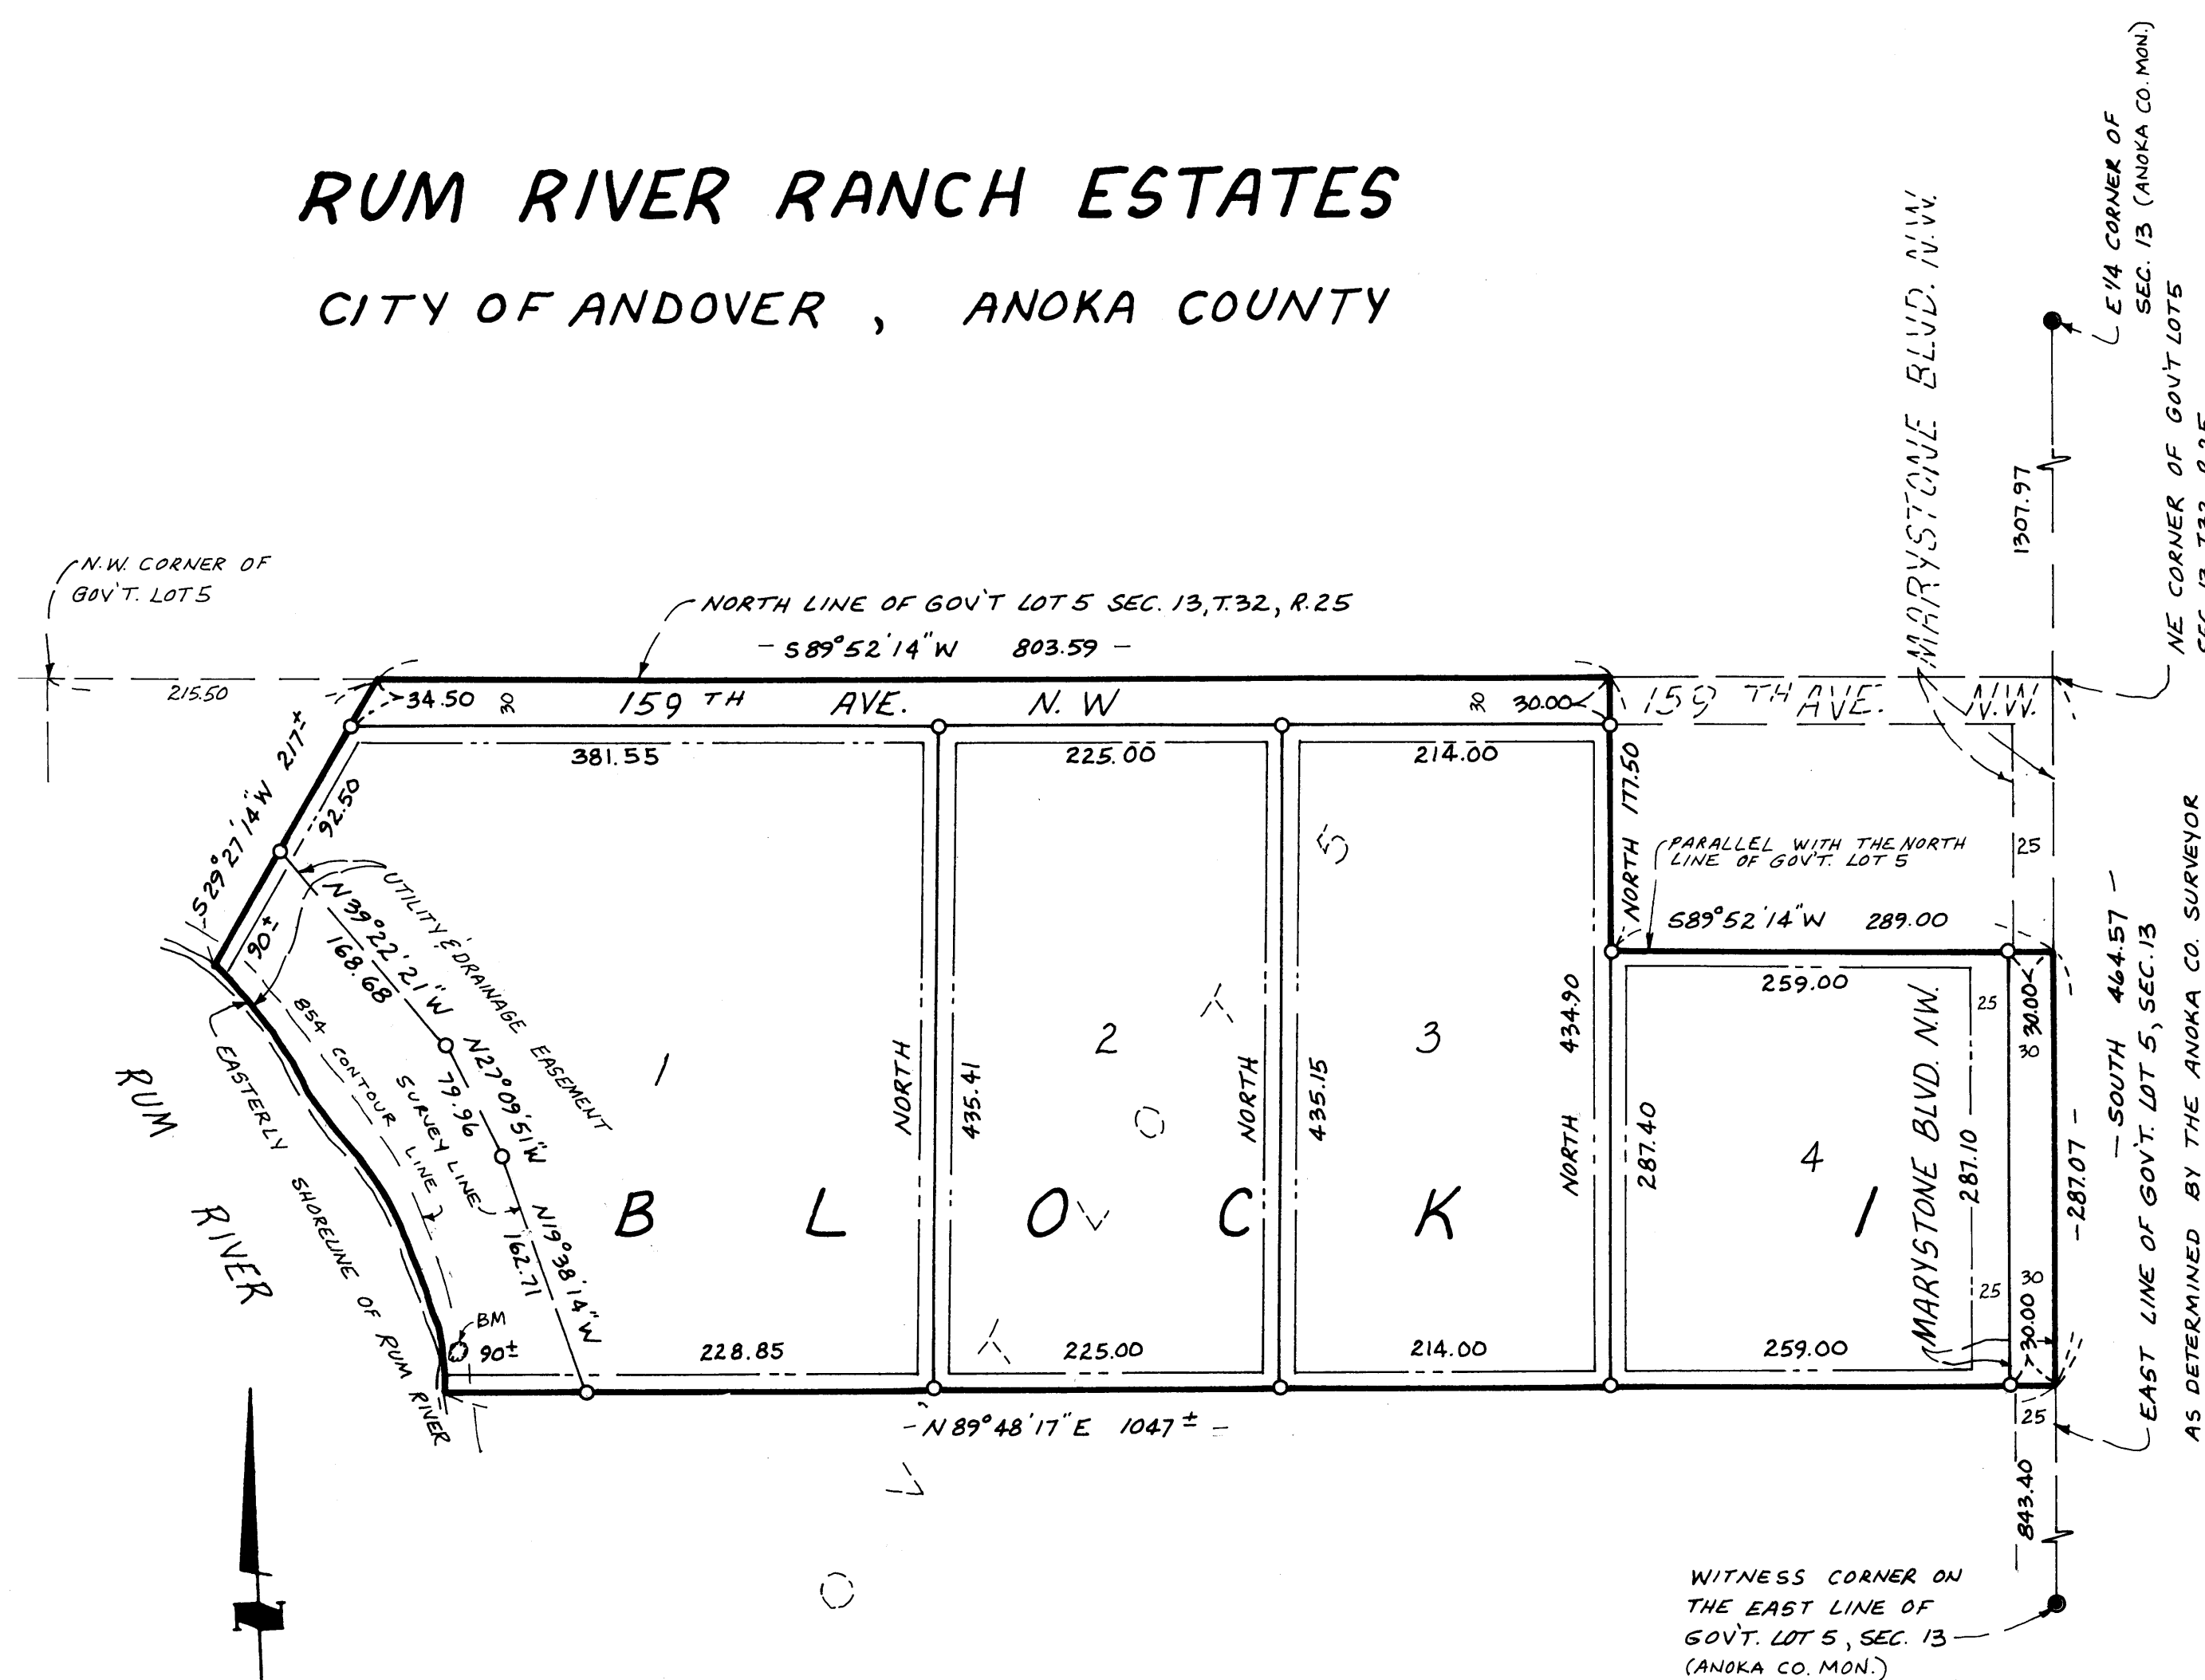 RUM RIVER RANCH ESTATES
CITY OF ANDOVER , ANOKA COUNTY
E 1/4 CORNER OF
SEC. 13 (ANOKA CO. MON.)
NE CORNER OF GOV'T LOT 5
MARYSTONE BLVD. N.W.
1307.97
N.W. CORNER OF
GOV'T. LOT 5
NORTH LINE OF GOV'T LOT 5 SEC. 13, T.32, R.25
- S89°52'14"W 803.59 -
215.50
34.50
30
159TH AVE. N.W
30
30.00
159TH AVE. N.W.
S29°27'14"W 217±
92.50
90±
381.55
225.00
214.00
NORTH 177.50
PARALLEL WITH THE NORTH
LINE OF GOV'T. LOT 5
25
S89°52'14"W 289.00
UTILITY & DRAINAGE EASEMENT
N39°22'21"W
168.68
N27°09'51"W
79.96
N19°38'14"W
162.71
854 CONTOUR LINE
SURVEY LINE
EASTERLY SHORELINE OF RUM RIVER
RUM RIVER
1
NORTH
435.41
2
NORTH
435.15
3
5
NORTH 434.90
287.40
259.00
4
MARYSTONE BLVD. N.W.
287.10
25
30.00
30
- 287.07 -
- SOUTH 464.57 -
EAST LINE OF GOV'T. LOT 5, SEC. 13
AS DETERMINED BY THE ANOKA CO. SURVEYOR
BLOCK 1
BM
90±
228.85
225.00
214.00
259.00
25
30
30.00
- N89°48'17"E 1047± -
25
843.40
N
WITNESS CORNER ON
THE EAST LINE OF
GOV'T. LOT 5, SEC. 13
(ANOKA CO. MON.)